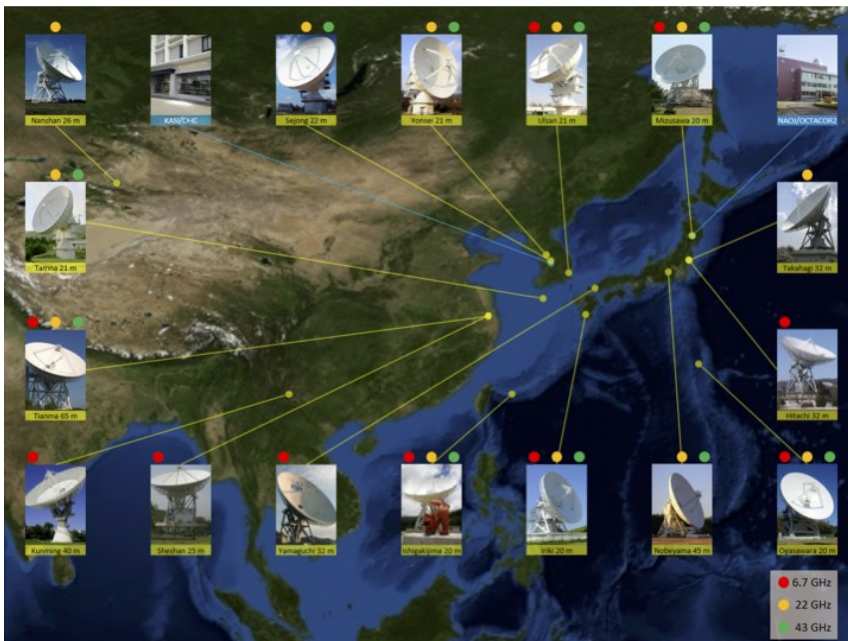 Nanshan 26 m
KASI/DHC
Sejong 22 m
Yonsei 21 m
Ulsan 21 m
Mizusawa 20 m
NAOJ/OCTACOR2
Tamna 21 m
Takahagi 32 m
Tianma 65 m
Hitachi 32 m
Kunming 40 m
Sheshan 25 m
Yamaguchi 32 m
Ishigakijima 20 m
Iriki 20 m
Nobeyama 45 m
Ogasawara 20 m
6.7 GHz
22 GHz
43 GHz